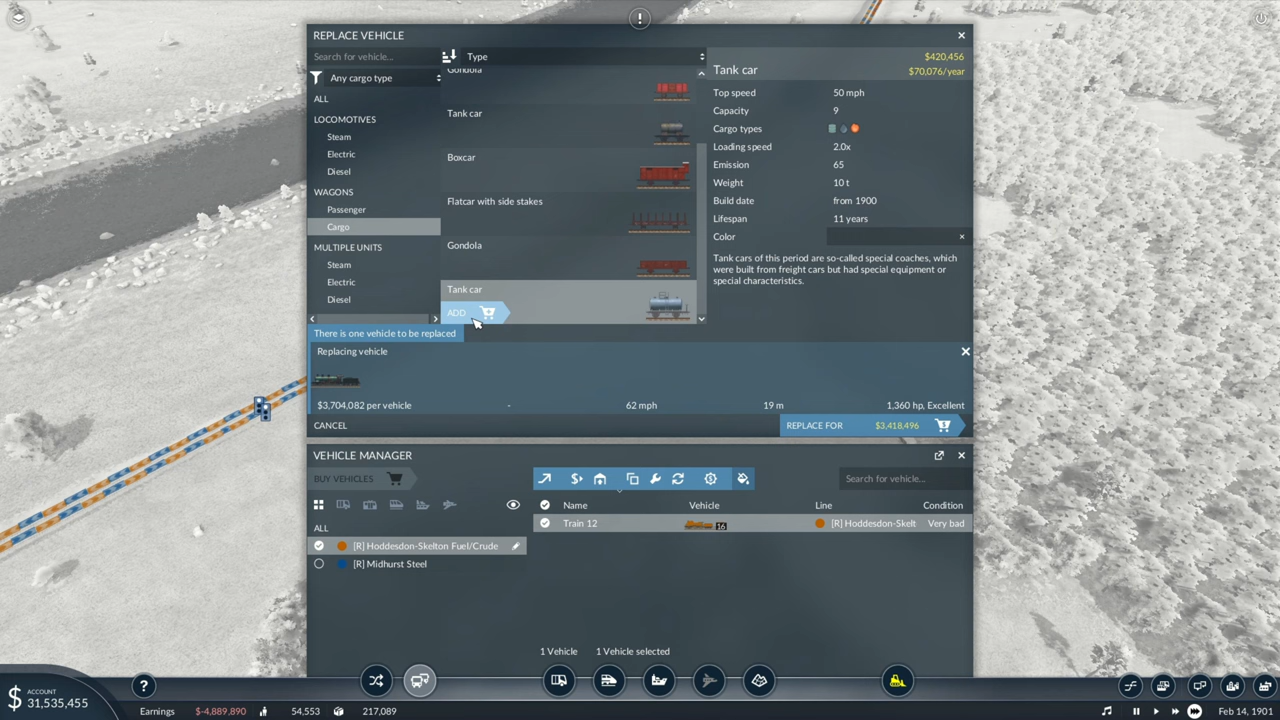 REPLACE VEHICLE
Search for vehicle...
Type
Any cargo type
ALL
LOCOMOTIVES
Steam
Electric
Diesel
WAGONS
Passenger
Cargo
MULTIPLE UNITS
Steam
Electric
Diesel
Gondola
Tank car
Boxcar
Flatcar with side stakes
Gondola
Tank car
ADD
$420,456
Tank car
$70,076/year
Top speed 50 mph
Capacity 9
Cargo types
Loading speed 2.0x
Emission 65
Weight 10 t
Build date from 1900
Lifespan 11 years
Color
Tank cars of this period are so-called special coaches, which
were built from freight cars but had special equipment or
special characteristics.
There is one vehicle to be replaced
Replacing vehicle
$3,704,082 per vehicle - 62 mph 19 m 1,360 hp, Excellent
CANCEL
REPLACE FOR $3,418,496
VEHICLE MANAGER
BUY VEHICLES
Search for vehicle...
ALL
[R] Hoddesdon-Skelton Fuel/Crude
[R] Midhurst Steel
Name Vehicle Line Condition
Train 12 16 [R] Hoddesdon-Skelt Very bad
1 Vehicle 1 Vehicle selected
$ ACCOUNT
31,535,455
?
Earnings $-4,889,890 54,553 217,089
Feb 14, 1901